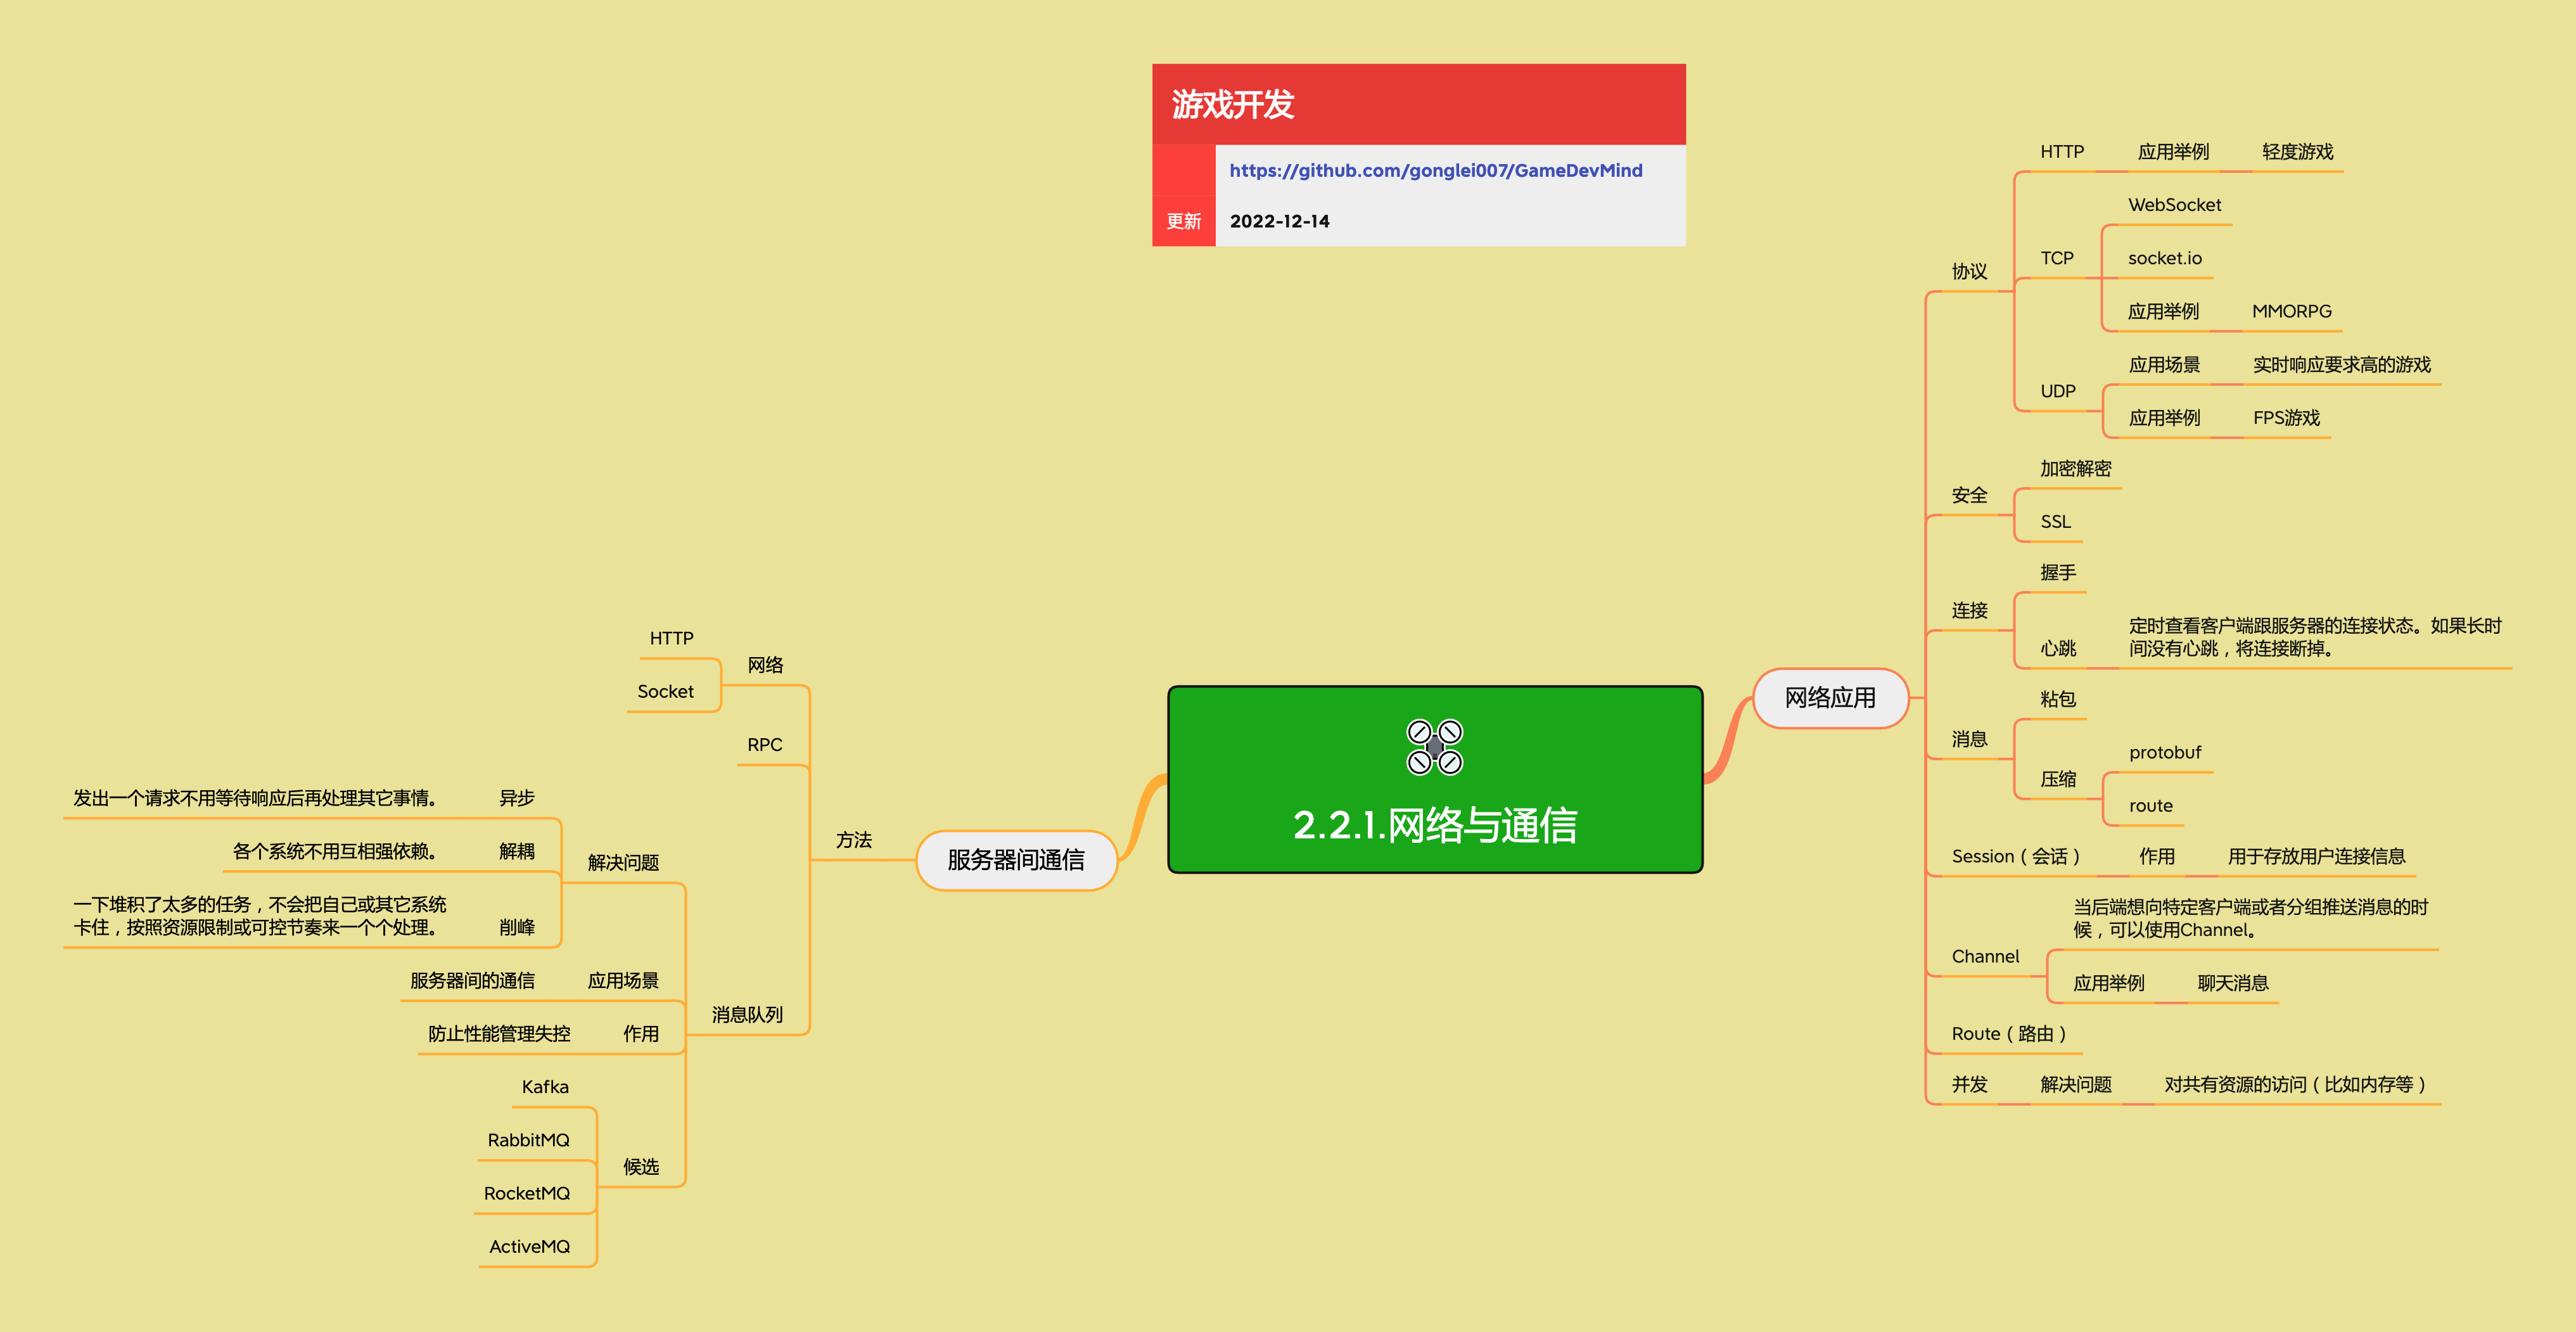 游戏开发
https://github.com/gonglei007/GameDevMind
更新
2022-12-14
2.2.1.网络与通信
网络应用
协议
HTTP
应用举例
轻度游戏
TCP
WebSocket
socket.io
应用举例
MMORPG
UDP
应用场景
实时响应要求高的游戏
应用举例
FPS游戏
安全
加密解密
SSL
连接
握手
心跳
定时查看客户端跟服务器的连接状态。如果长时
间没有心跳，将连接断掉。
消息
粘包
压缩
protobuf
route
Session（会话）
作用
用于存放用户连接信息
Channel
当后端想向特定客户端或者分组推送消息的时
候，可以使用Channel。
应用举例
聊天消息
Route（路由）
并发
解决问题
对共有资源的访问（比如内存等）
服务器间通信
方法
网络
HTTP
Socket
RPC
消息队列
解决问题
异步
发出一个请求不用等待响应后再处理其它事情。
解耦
各个系统不用互相强依赖。
削峰
一下堆积了太多的任务，不会把自己或其它系统
卡住，按照资源限制或可控节奏来一个个处理。
应用场景
服务器间的通信
作用
防止性能管理失控
候选
Kafka
RabbitMQ
RocketMQ
ActiveMQ